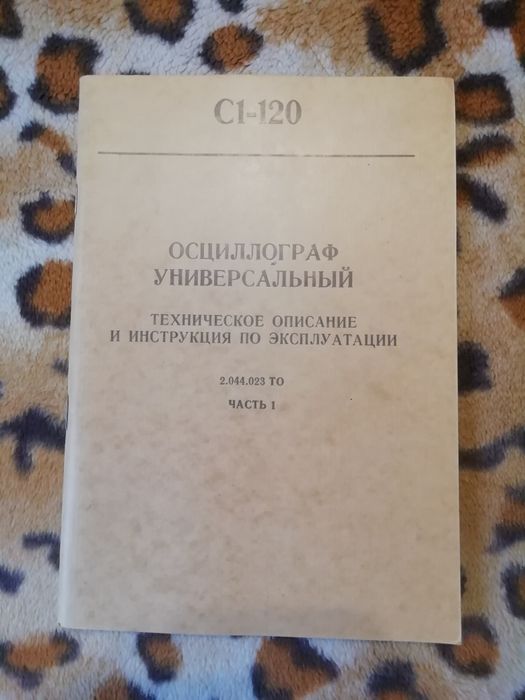 С1-120
ОСЦИЛЛОГРАФ
УНИВЕРСАЛЬНЫЙ
ТЕХНИЧЕСКОЕ ОПИСАНИЕ
И ИНСТРУКЦИЯ ПО ЭКСПЛУАТАЦИИ
2.044.023 ТО
ЧАСТЬ 1